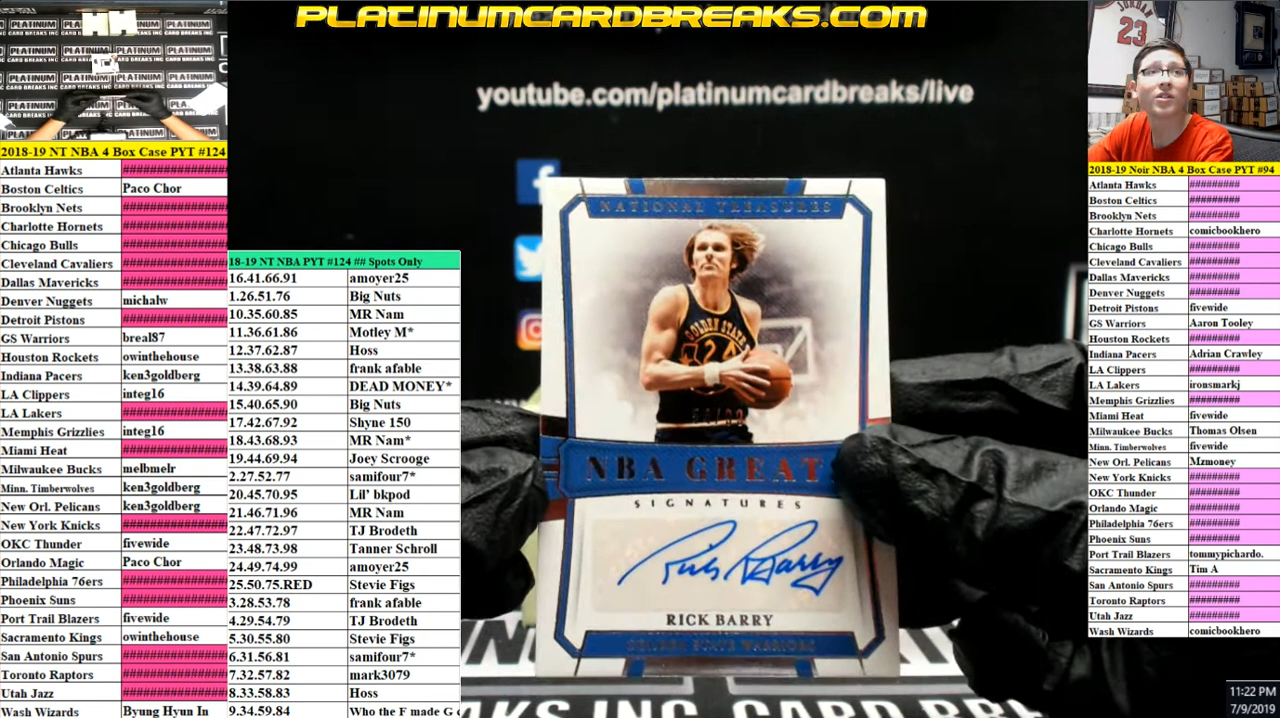 PLATINUMCARDBREAKS.COM
youtube.com/platinumcardbreaks/live
2018-19 NT NBA 4 Box Case PYT #124
Atlanta Hawks ##############
Boston Celtics Paco Chor
Brooklyn Nets ##############
Charlotte Hornets ##############
Chicago Bulls ##############
Cleveland Cavaliers ##############
Dallas Mavericks ##############
Denver Nuggets michalw
Detroit Pistons ##############
GS Warriors breal87
Houston Rockets owinthehouse
Indiana Pacers ken3goldberg
LA Clippers integ16
LA Lakers ##############
Memphis Grizzlies integ16
Miami Heat ##############
Milwaukee Bucks melbmelr
Minn. Timberwolves ken3goldberg
New Orl. Pelicans ken3goldberg
New York Knicks ##############
OKC Thunder fivewide
Orlando Magic Paco Chor
Philadelphia 76ers ##############
Phoenix Suns ##############
Port Trail Blazers fivewide
Sacramento Kings owinthehouse
San Antonio Spurs ##############
Toronto Raptors ##############
Utah Jazz ##############
Wash Wizards Byung Hyun In
18-19 NT NBA PYT #124 ## Spots Only
16.41.66.91 amoyer25
1.26.51.76 Big Nuts
10.35.60.85 MR Nam
11.36.61.86 Motley M*
12.37.62.87 Hoss
13.38.63.88 frank afable
14.39.64.89 DEAD MONEY*
15.40.65.90 Big Nuts
17.42.67.92 Shyne 150
18.43.68.93 MR Nam*
19.44.69.94 Joey Scrooge
2.27.52.77 samifour7*
20.45.70.95 Lil' bkpod
21.46.71.96 MR Nam
22.47.72.97 TJ Brodeth
23.48.73.98 Tanner Schroll
24.49.74.99 amoyer25
25.50.75.RED Stevie Figs
3.28.53.78 frank afable
4.29.54.79 TJ Brodeth
5.30.55.80 Stevie Figs
6.31.56.81 samifour7*
7.32.57.82 mark3079
8.33.58.83 Hoss
9.34.59.84 Who the F made G
NATIONAL TREASURES
GOLDEN STATE
24
NBA GREAT
SIGNATURES
Rick Barry
RICK BARRY
GOLDEN STATE WARRIORS
JORDAN
23
2018-19 Noir NBA 4 Box Case PYT #94
Atlanta Hawks #########
Boston Celtics #########
Brooklyn Nets #########
Charlotte Hornets comicbookhero
Chicago Bulls #########
Cleveland Cavaliers #########
Dallas Mavericks #########
Denver Nuggets #########
Detroit Pistons fivewide
GS Warriors Aaron Tooley
Houston Rockets #########
Indiana Pacers Adrian Crawley
LA Clippers #########
LA Lakers ironsmarkj
Memphis Grizzlies #########
Miami Heat fivewide
Milwaukee Bucks Thomas Olsen
Minn. Timberwolves fivewide
New Orl. Pelicans Mzmoney
New York Knicks #########
OKC Thunder #########
Orlando Magic #########
Philadelphia 76ers #########
Phoenix Suns #########
Port Trail Blazers tommypichardo.
Sacramento Kings Tim A
San Antonio Spurs #########
Toronto Raptors #########
Utah Jazz #########
Wash Wizards comicbookhero
11:22 PM
7/9/2019